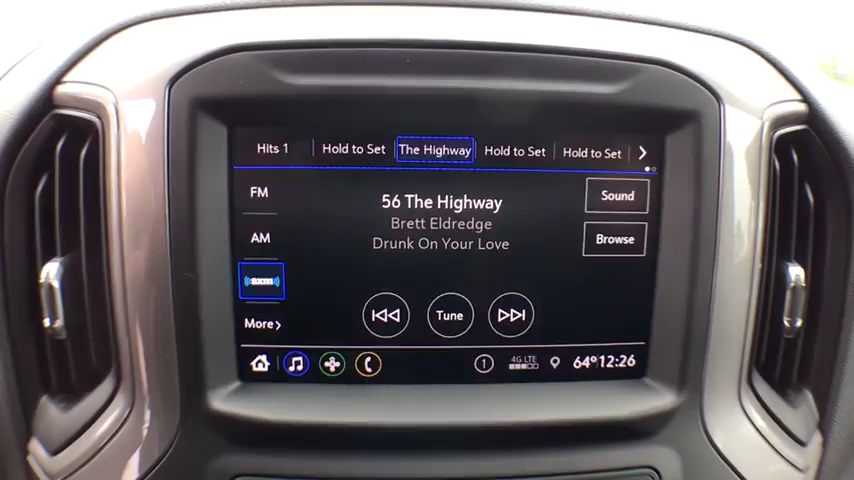 Hits 1
Hold to Set
The Highway
Hold to Set
Hold to Set
FM
56 The Highway
Sound
Brett Eldredge
AM
Drunk On Your Love
Browse
More
Tune
1
4G LTE
64° 12:26